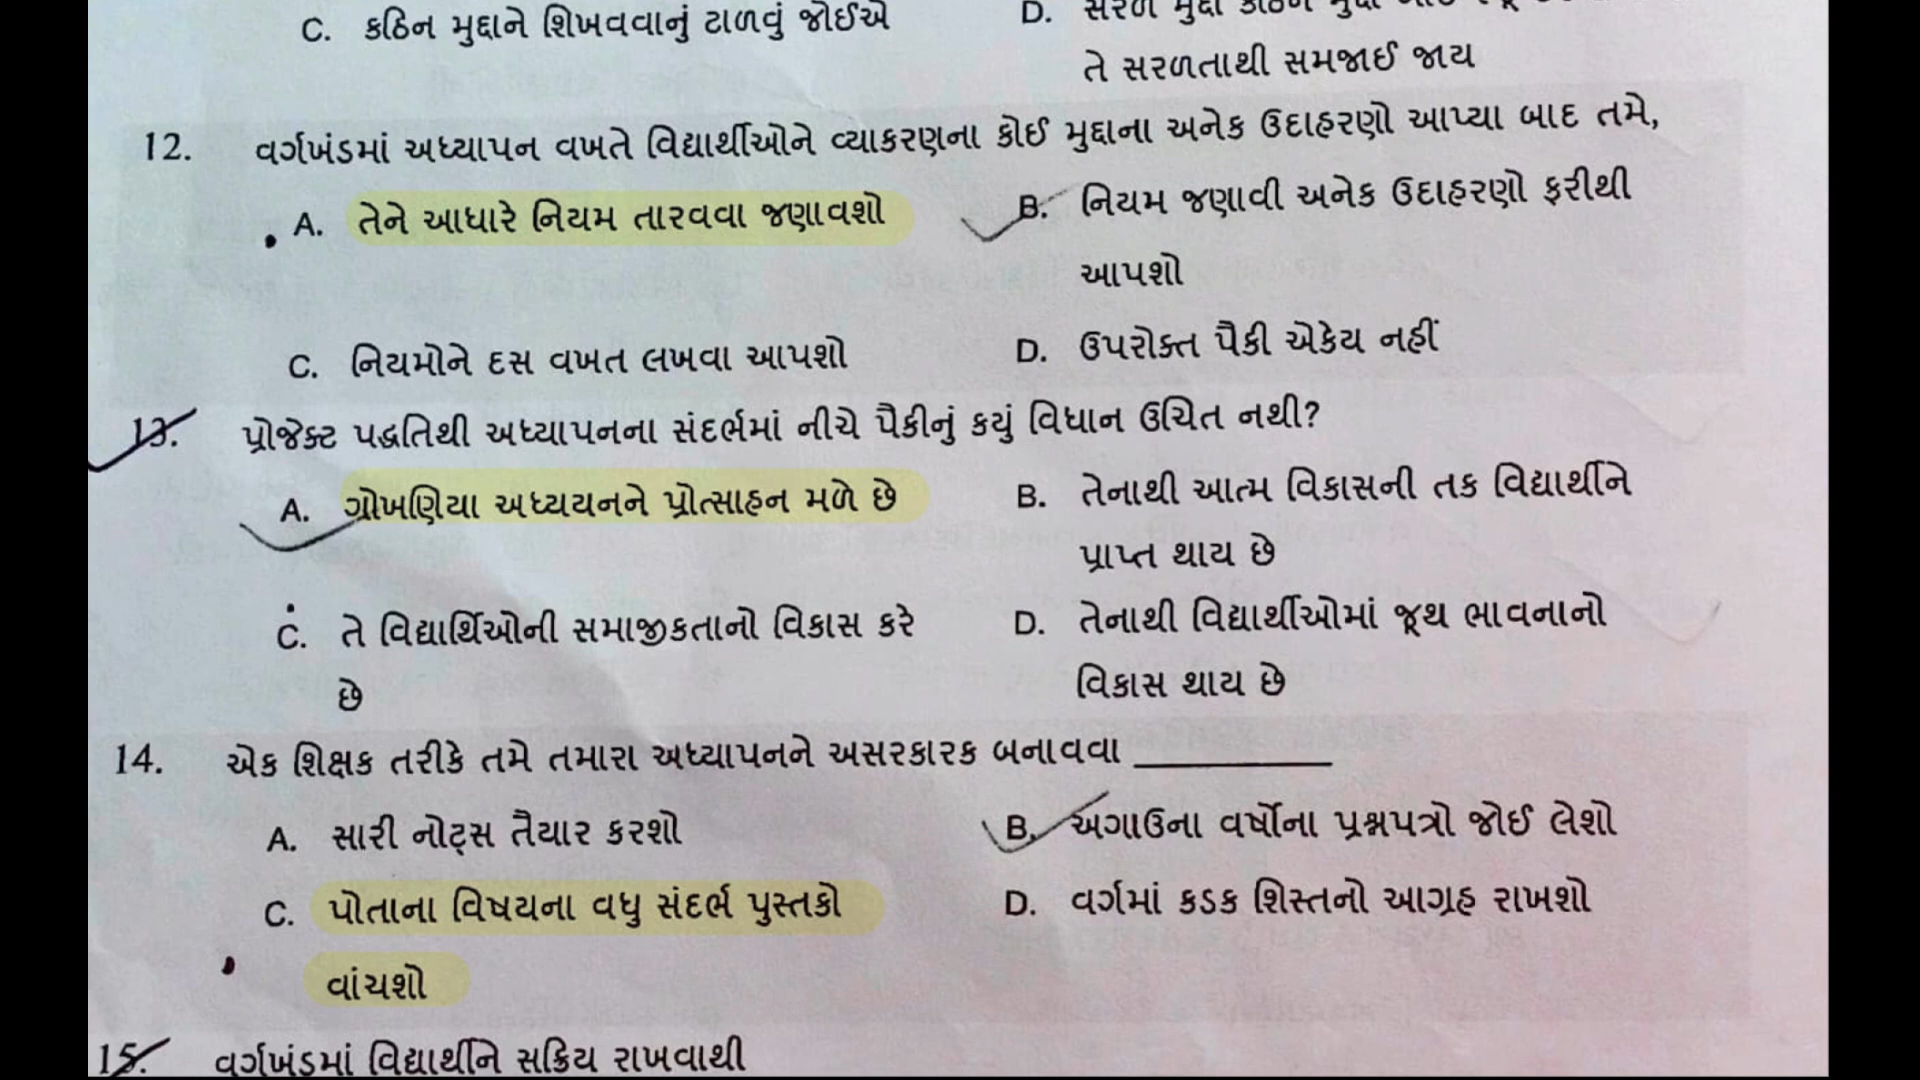 C. કઠિન મુદ્દાને શિખવવાનું ટાળવું જોઈએ
D. સરળ મુદ્દા કઠિન
તે સરળતાથી સમજાઈ જાય
12. વર્ગખંડમાં અધ્યાપન વખતે વિદ્યાર્થીઓને વ્યાકરણના કોઈ મુદ્દાના અનેક ઉદાહરણો આપ્યા બાદ તમે,
A. તેને આધારે નિયમ તારવવા જણાવશો
B. નિયમ જણાવી અનેક ઉદાહરણો ફરીથી
આપશો
C. નિયમોને દસ વખત લખવા આપશો
D. ઉપરોક્ત પૈકી એકેય નહીં
13. પ્રોજેક્ટ પદ્ધતિથી અધ્યાપનના સંદર્ભમાં નીચે પૈકીનું કયું વિધાન ઉચિત નથી?
A. ગોખણિયા અધ્યયનને પ્રોત્સાહન મળે છે
B. તેનાથી આત્મ વિકાસની તક વિદ્યાર્થીને
પ્રાપ્ત થાય છે
C. તે વિદ્યાર્થિઓની સમાજીકતાનો વિકાસ કરે
છે
D. તેનાથી વિદ્યાર્થીઓમાં જૂથ ભાવનાનો
વિકાસ થાય છે
14. એક શિક્ષક તરીકે તમે તમારા અધ્યાપનને અસરકારક બનાવવા __________
A. સારી નોટ્સ તૈયાર કરશો
B. અગાઉના વર્ષોના પ્રશ્નપત્રો જોઈ લેશો
C. પોતાના વિષયના વધુ સંદર્ભ પુસ્તકો
વાંચશો
D. વર્ગમાં કડક શિસ્તનો આગ્રહ રાખશો
15. વર્ગખંડમાં વિદ્યાર્થીને સક્રિય રાખવાથી